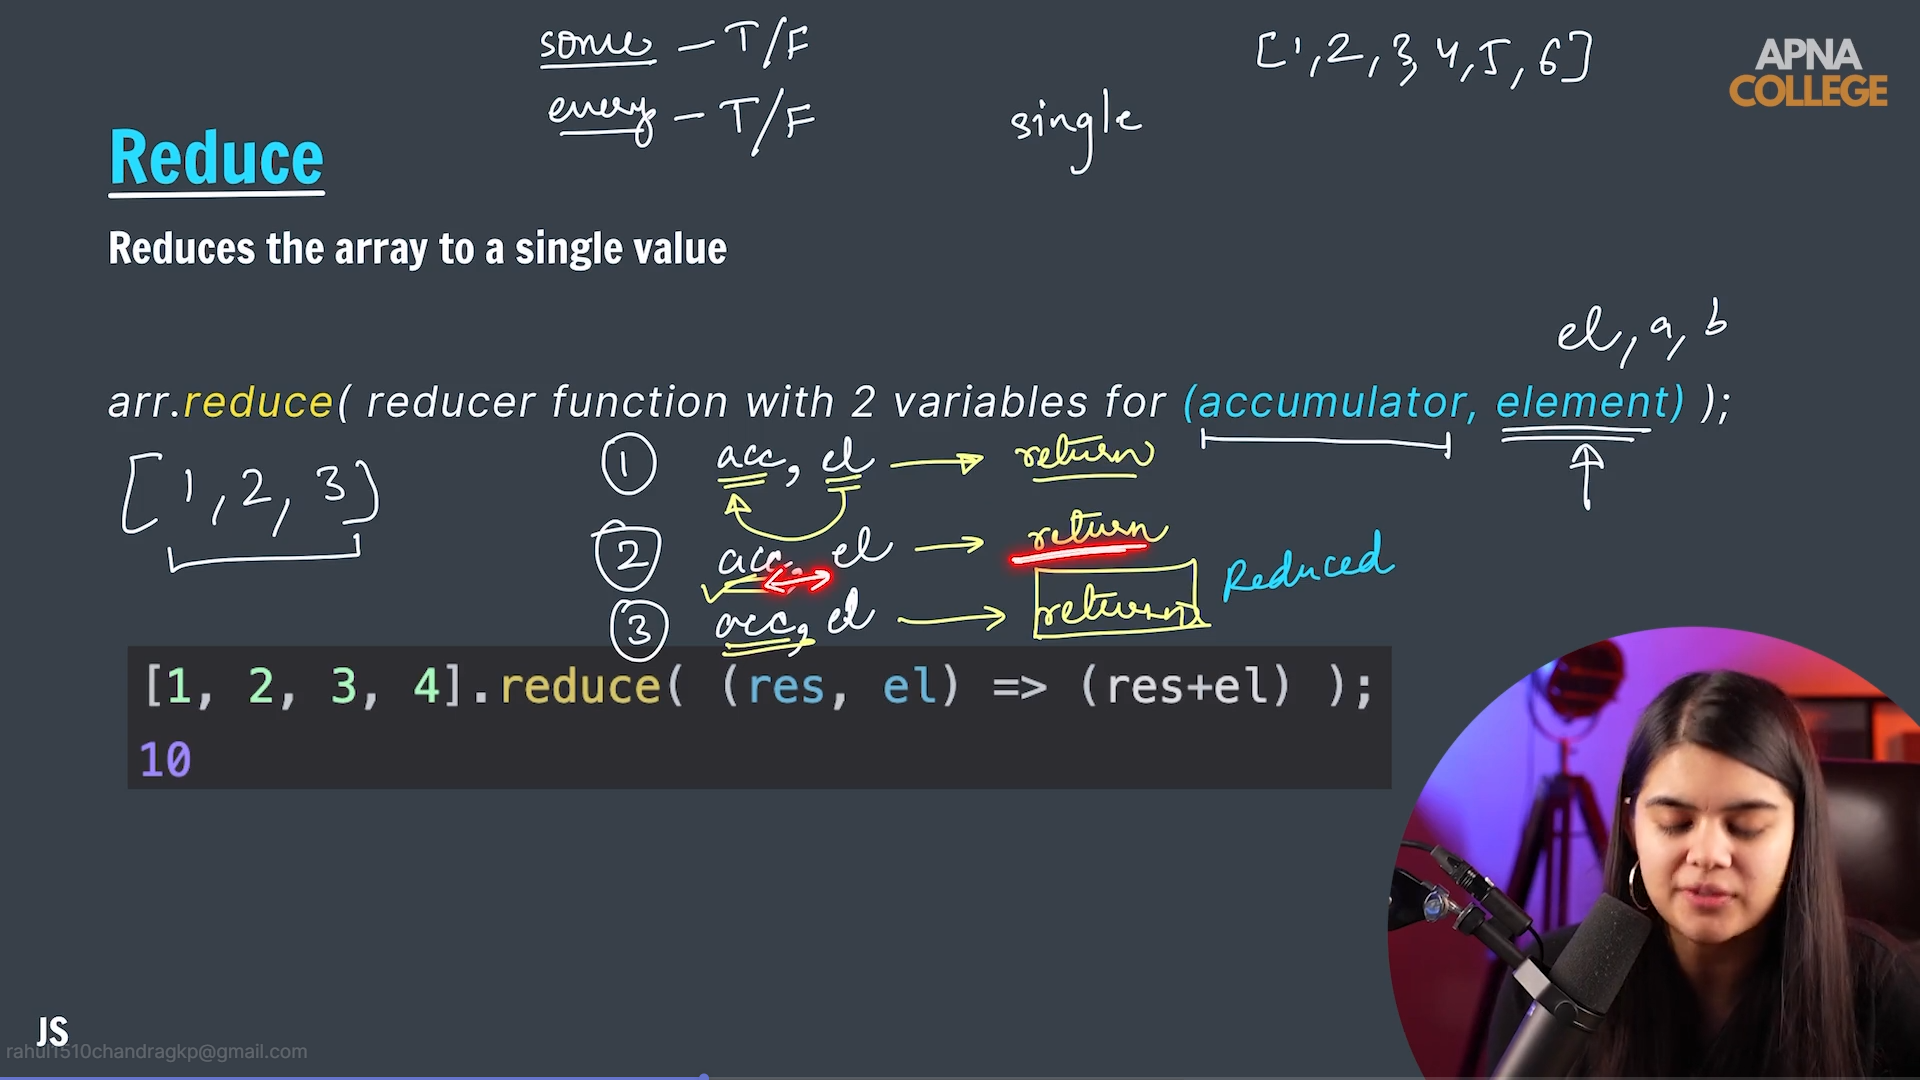 some – T/F
[1,2,3,4,5,6]
APNA
COLLEGE
every – T/F
single
Reduce
Reduces the array to a single value
el, a, b
arr.reduce( reducer function with 2 variables for (accumulator, element) );
[1, 2, 3]
1 acc, el → return
2 acc, el → return
Reduced
3 acc, el → return
[1, 2, 3, 4].reduce( (res, el) => (res+el) );
10
JS
rahul1510chandragkp@gmail.com